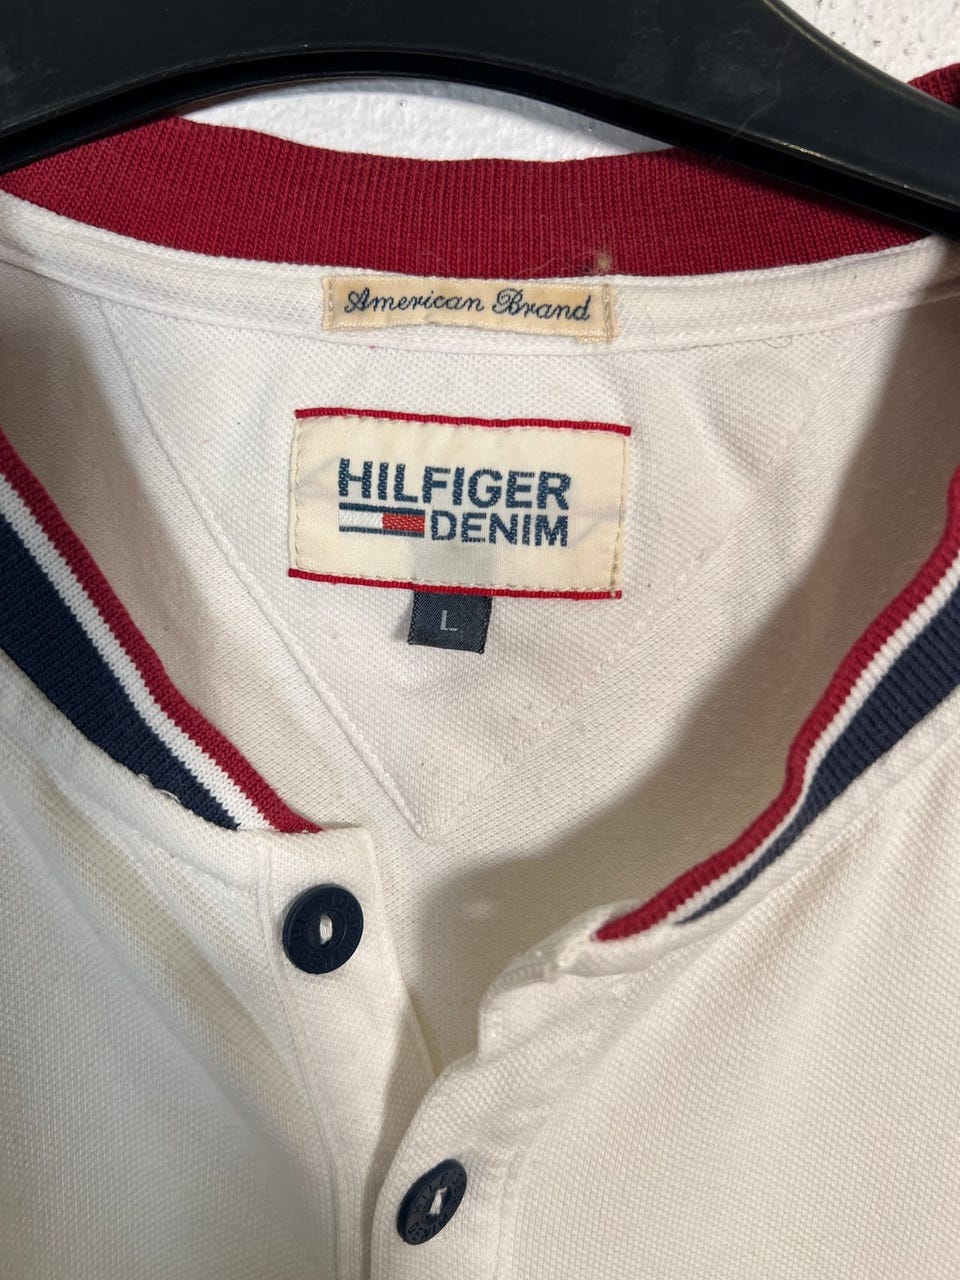 American Brand
HILFIGER
DENIM
L